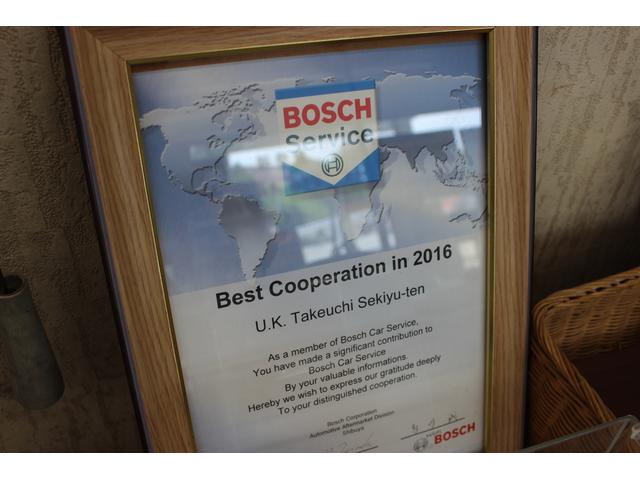 BOSCH
Service
Best Cooperation in 2016
U.K. Takeuchi Sekiyu-ten
As a member of Bosch Car Service,
You have made a significant contribution to
Bosch Car Service
By your valuable informations.
Hereby we wish to express our gratitude deeply
To your distinguished cooperation.
Bosch Corporation
Automotive Aftermarket Division
Shibuya
BOSCH